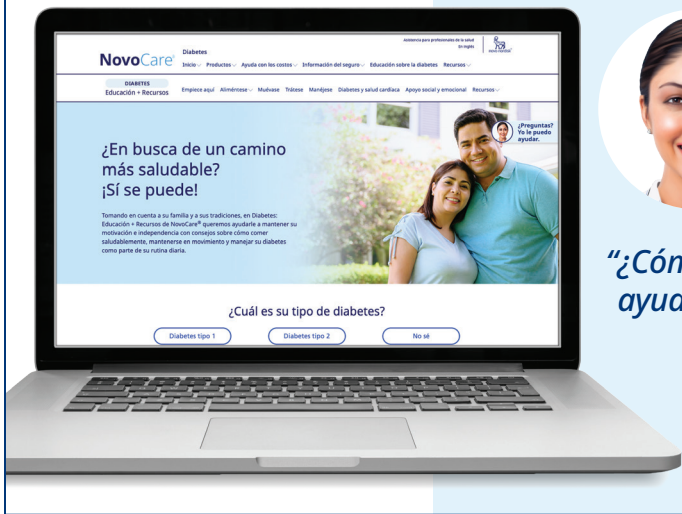 Asistencia para profesionales de la salud
En inglés
NovoCare®
Diabetes
Inicio Productos Ayuda con los costos Información del seguro Educación sobre la diabetes Recursos
novo nordisk®
DIABETES
Educación + Recursos
Empiece aquí Aliméntese Muévase Trátese Manéjese Diabetes y salud cardíaca Apoyo social y emocional Recursos
¿Preguntas?
Yo le puedo
ayudar.
¿En busca de un camino
más saludable?
¡Sí se puede!
Tomando en cuenta a su familia y a sus tradiciones, en Diabetes:
Educación + Recursos de NovoCare® queremos ayudarle a mantener su
motivación e independencia con consejos sobre cómo comer
saludablemente, mantenerse en movimiento y manejar su diabetes
como parte de su rutina diaria.
¿Cuál es su tipo de diabetes?
Diabetes tipo 1 Diabetes tipo 2 No sé
“¿Cóm
ayud